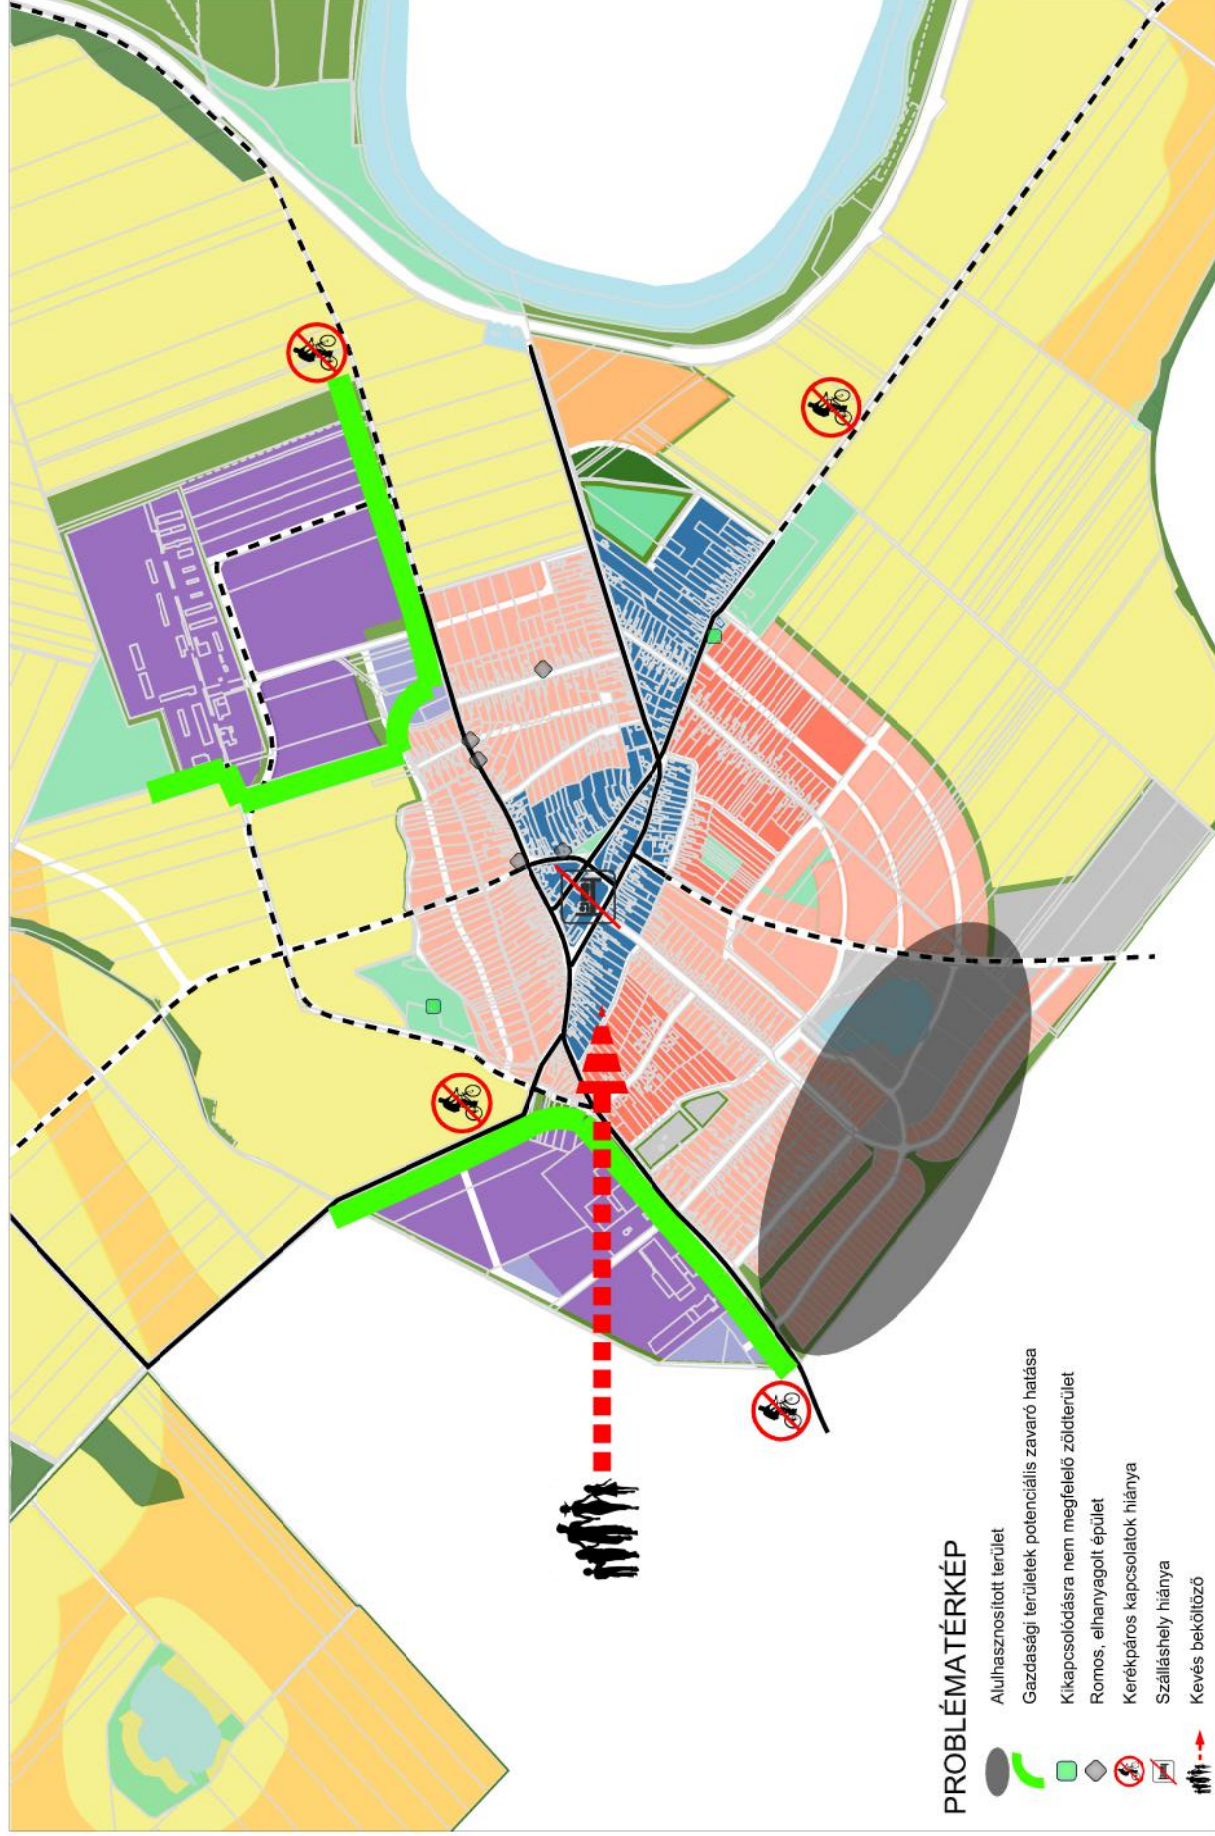 PROBLÉMATÉRKÉP
Alulhasznosított terület
Gazdasági területek potenciális zavaró hatása
Kikapcsolódásra nem megfelelő zöldterület
Romos, elhanyagolt épület
Kerékpáros kapcsolatok hiánya
Szálláshely hiánya
Kevés beköltöző